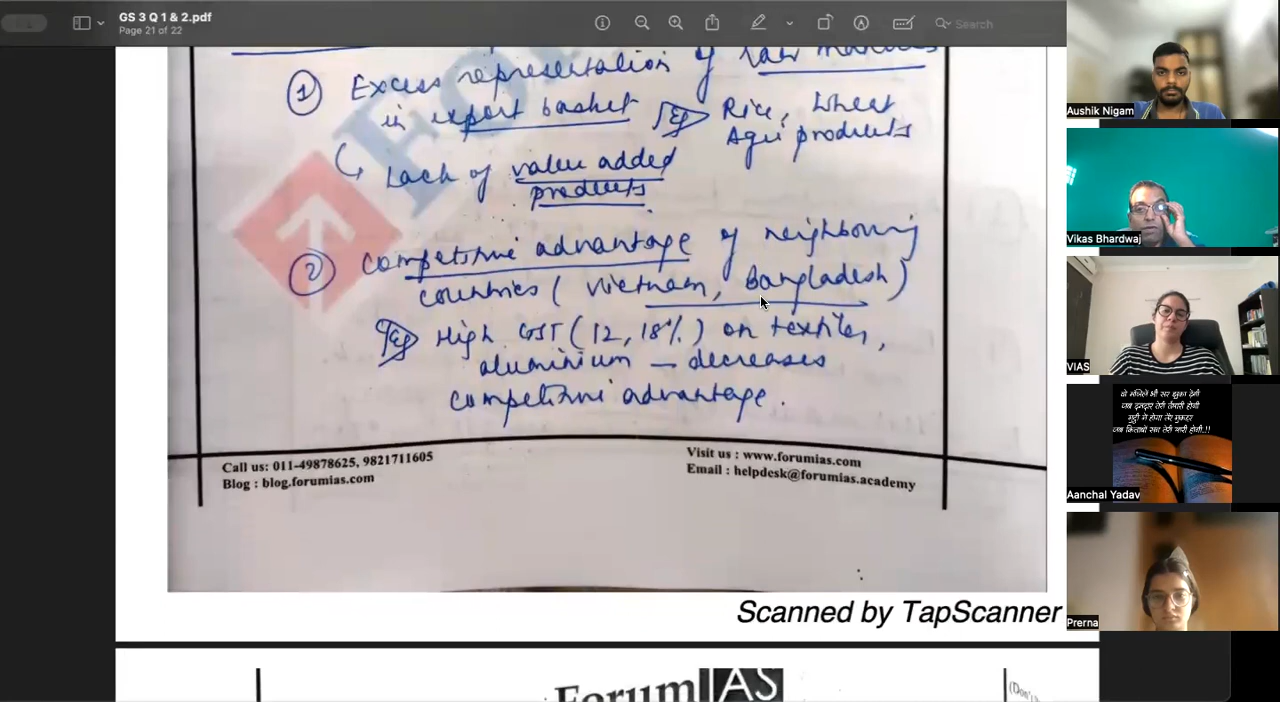 GS 3 Q 1 & 2.pdf
Page 21 of 22
Search
① Excess representation of raw materials
in export basket Eg Rice, Wheat
Agri products
↳ Lack of value added
products.
② Competitive advantage of neighbouring
countries ( Vietnam, Bangladesh)
Eg High GST (12, 18%) on textiles,
aluminium – decreases
competitive advantage.
Call us: 011-49878625, 9821711605
Blog : blog.forumias.com
Visit us : www.forumias.com
Email : helpdesk@forumias.academy
Scanned by TapScanner
ForumIAS
(Don't
Aushik Nigam
Vikas Bhardwaj
VIAS
Aanchal Yadav
Prerna